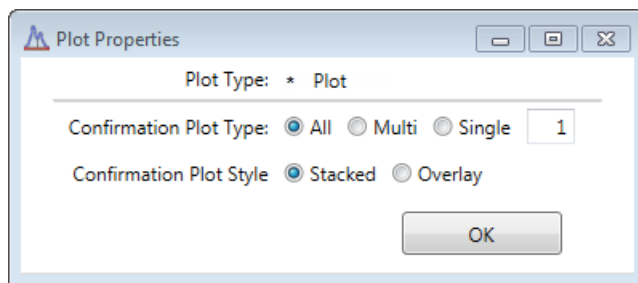 Plot Properties
Plot Type: * Plot
Confirmation Plot Type: All Multi Single 1
Confirmation Plot Style Stacked Overlay
OK